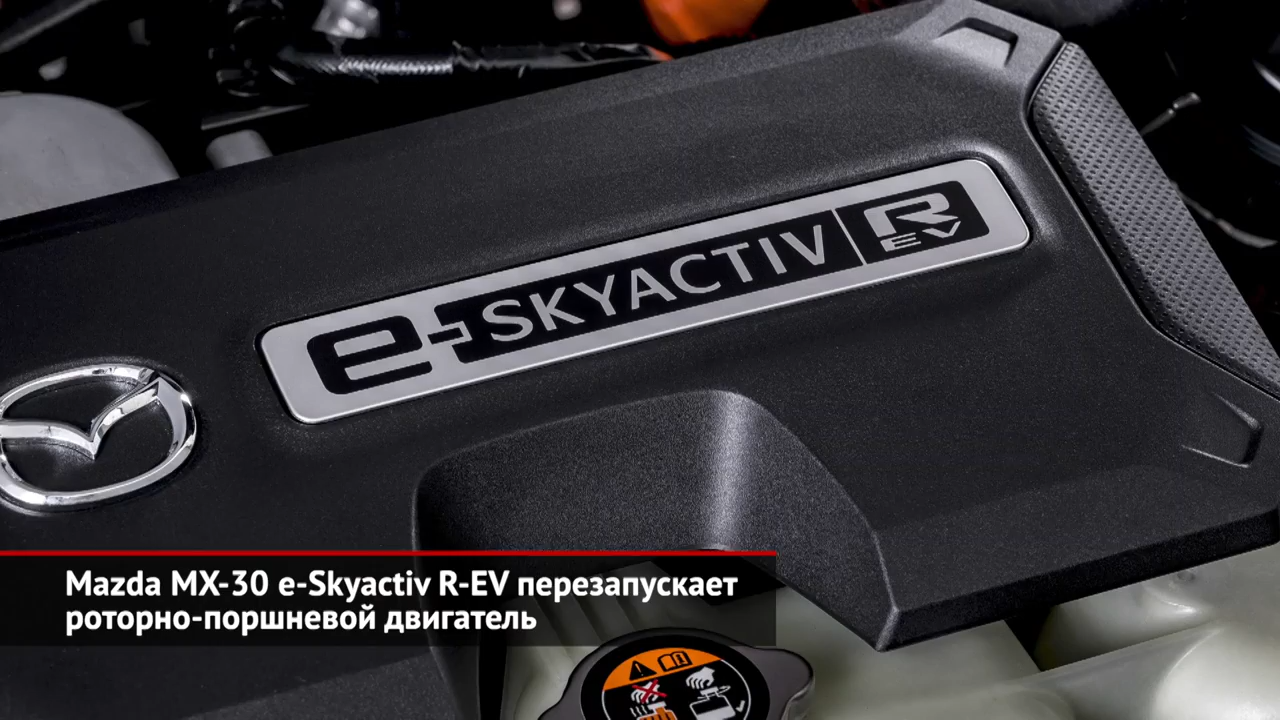 e-SKYACTIV R
EV
Mazda MX-30 e-Skyactiv R-EV перезапускает
роторно-поршневой двигатель